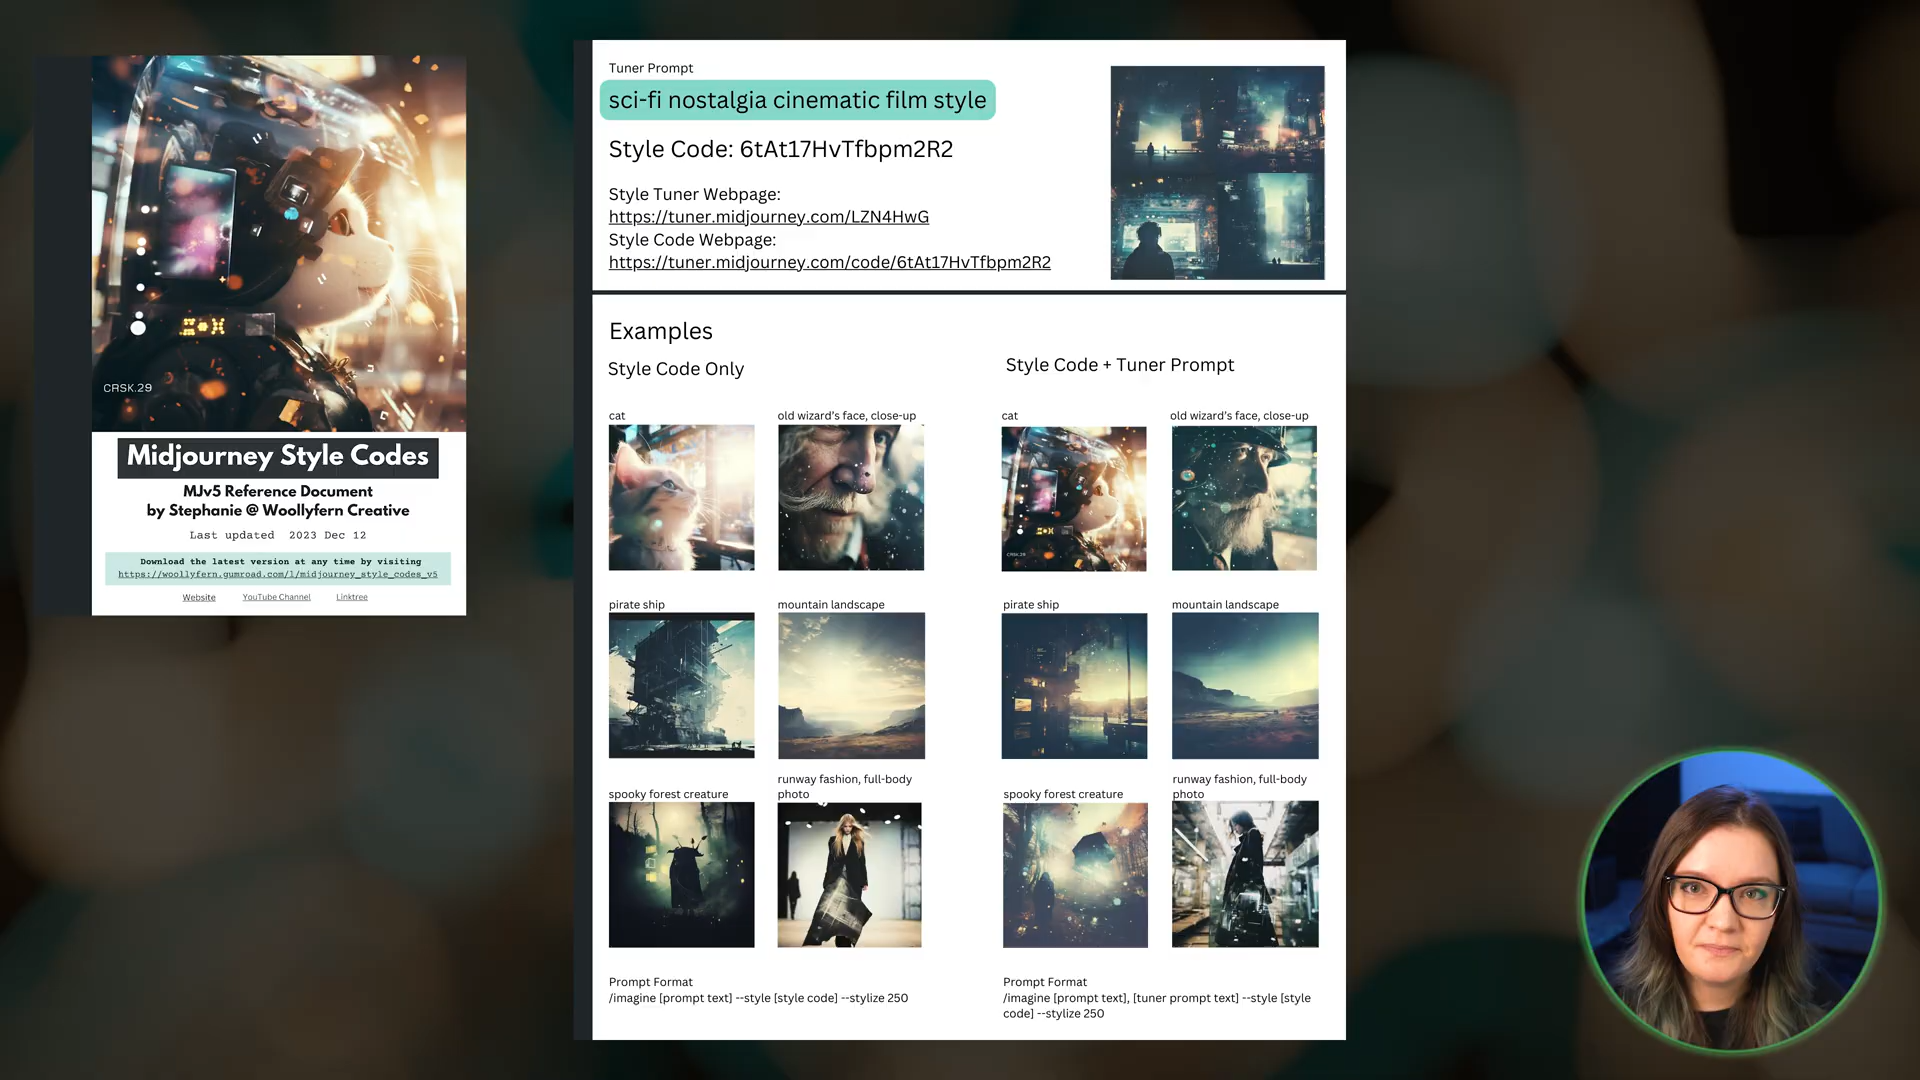 CRSK.29
Midjourney Style Codes
MJv5 Reference Document
by Stephanie @ Woollyfern Creative
Last updated 2023 Dec 12
Download the latest version at any time by visiting
https://woollyfern.gumroad.com/l/midjourney_style_codes_v5
Website YouTube Channel Linktree
Tuner Prompt
sci-fi nostalgia cinematic film style
Style Code: 6tAt17HvTfbpm2R2
Style Tuner Webpage:
https://tuner.midjourney.com/LZN4HwG
Style Code Webpage:
https://tuner.midjourney.com/code/6tAt17HvTfbpm2R2
Examples
Style Code Only
cat
old wizard's face, close-up
pirate ship
mountain landscape
spooky forest creature
runway fashion, full-body
photo
Prompt Format
/imagine [prompt text] --style [style code] --stylize 250
Style Code + Tuner Prompt
cat
old wizard's face, close-up
CRSK.29
pirate ship
mountain landscape
spooky forest creature
runway fashion, full-body
photo
Prompt Format
/imagine [prompt text], [tuner prompt text] --style [style
code] --stylize 250